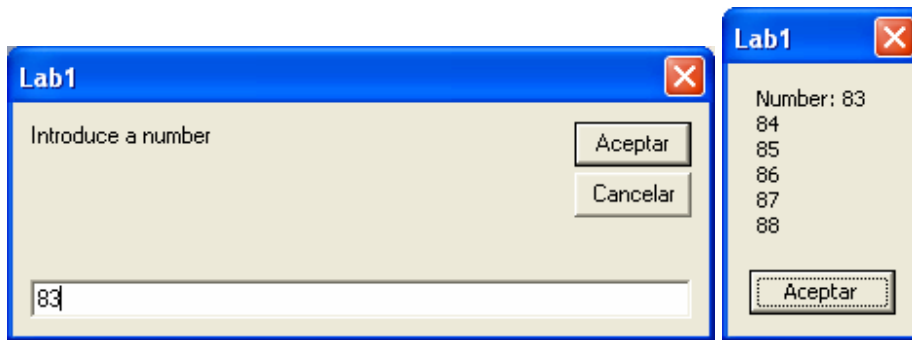 Lab1
Introduce a number
Aceptar
Cancelar
83
Lab1
Number: 83
84
85
86
87
88
Aceptar